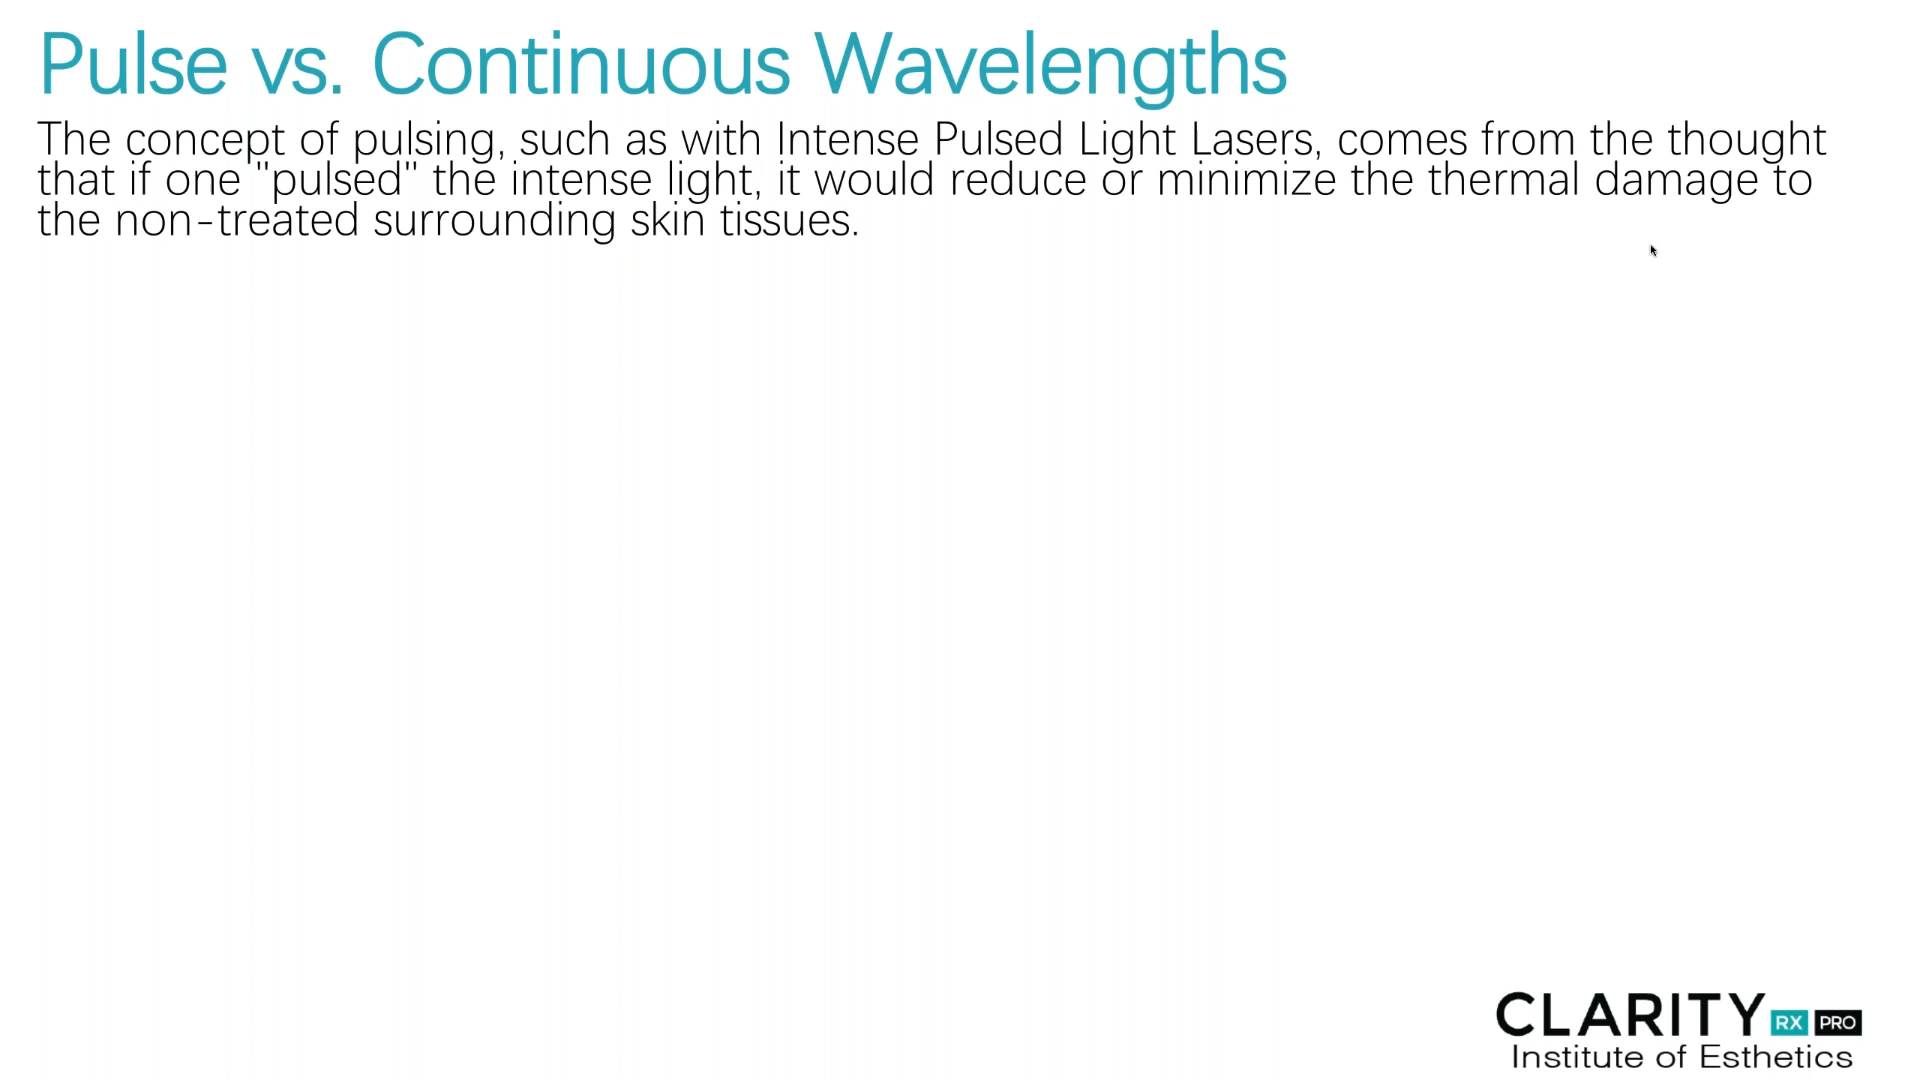 Pulse vs. Continuous Wavelengths
The concept of pulsing, such as with Intense Pulsed Light Lasers, comes from the thought
that if one "pulsed" the intense light, it would reduce or minimize the thermal damage to
the non-treated surrounding skin tissues.
CLARITY RX PRO
Institute of Esthetics